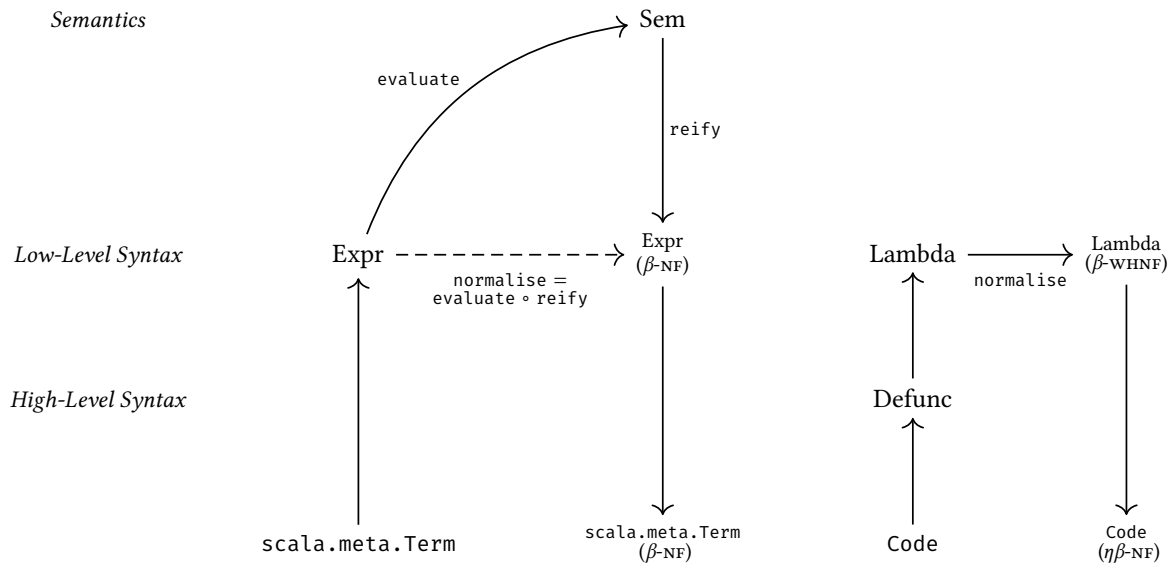 Semantics
Sem
evaluate
reify
Low-Level Syntax
Expr
Expr
(β-NF)
Lambda
Lambda
(β-WHNF)
normalise =
evaluate ∘ reify
normalise
High-Level Syntax
Defunc
scala.meta.Term
scala.meta.Term
(β-NF)
Code
Code
(ηβ-NF)